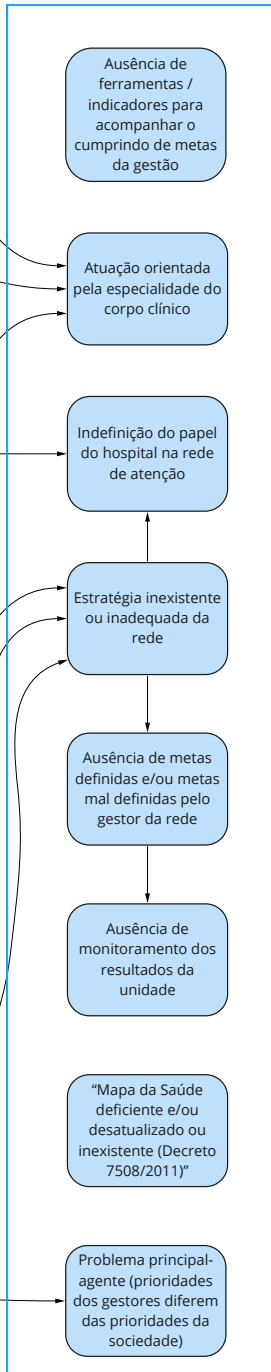 Ausência de
ferramentas /
indicadores para
acompanhar o
cumprindo de metas
da gestão
Atuação orientada
pela especialidade do
corpo clínico
Indefinição do papel
do hospital na rede
de atenção
Estratégia inexistente
ou inadequada da
rede
Ausência de metas
definidas e/ou metas
mal definidas pelo
gestor da rede
Ausência de
monitoramento dos
resultados da
unidade
“Mapa da Saúde
deficiente e/ou
desatualizado ou
inexistente (Decreto
7508/2011)”
Problema principal-
agente (prioridades
dos gestores diferem
das prioridades da
sociedade)